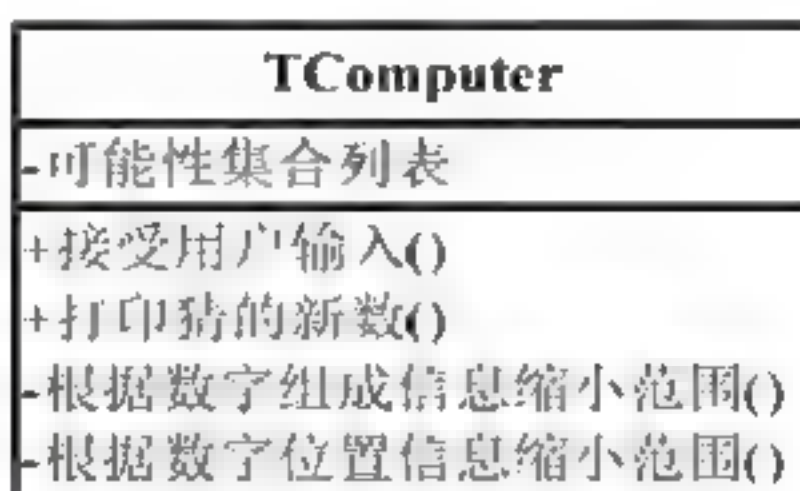 TComputer
-可能性集合列表
+接受用户输入()
+打印猜的新数()
-根据数字组成信息缩小范围()
-根据数字位置信息缩小范围()